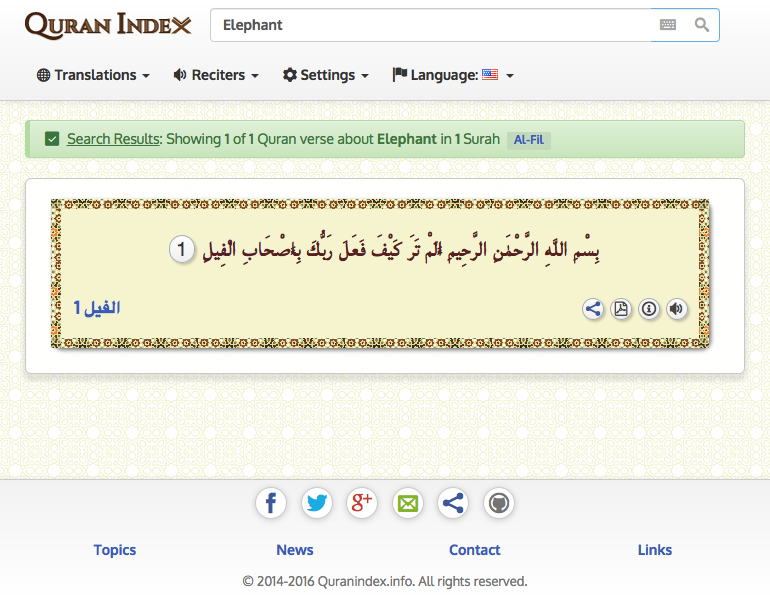 QURAN INDEX
Elephant
Translations
Reciters
Settings
Language:
Search Results: Showing 1 of 1 Quran verse about Elephant in 1 Surah Al-Fil
بِسْمِ اللَّهِ الرَّحْمَٰنِ الرَّحِيمِ أَلَمْ تَرَ كَيْفَ فَعَلَ رَبُّكَ بِأَصْحَابِ الْفِيلِ 1
الفيل 1
Topics
News
Contact
Links
© 2014-2016 Quranindex.info. All rights reserved.